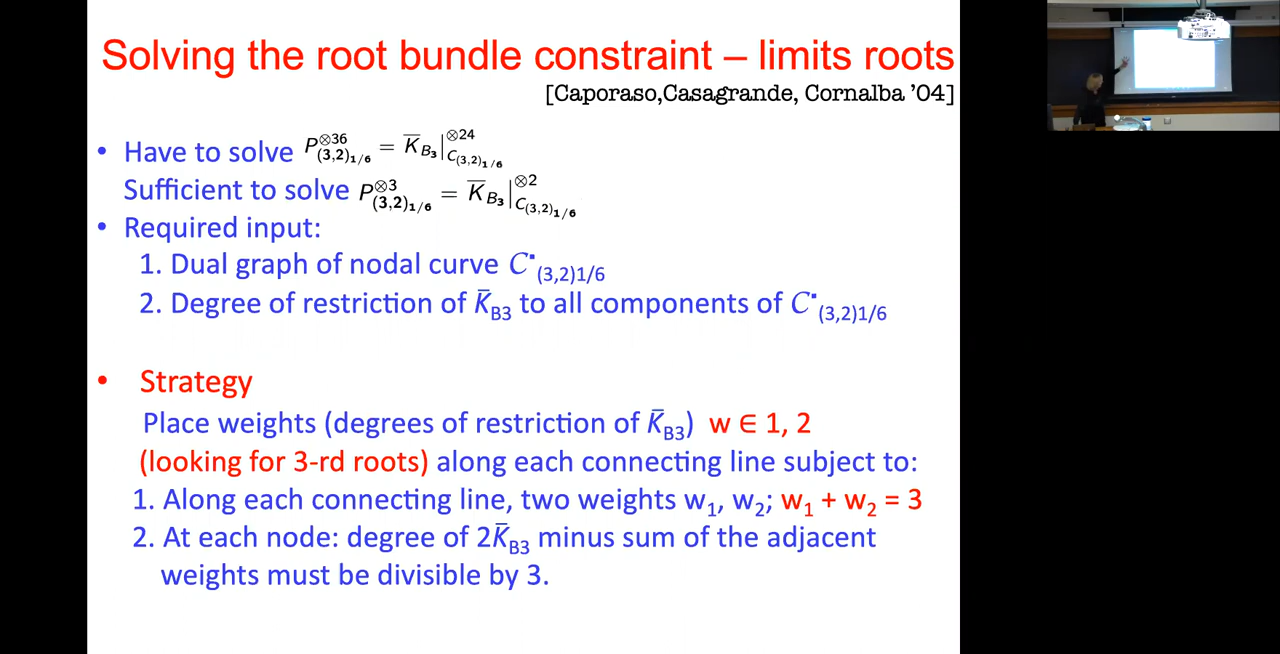 Solving the root bundle constraint – limits roots
[Caporaso,Casagrande, Cornalba ’04]
• Have to solve P^{⊗36}_{(3,2)_{1/6}} = K̅_{B_3}|^{⊗24}_{C_{(3,2)_{1/6}}}
Sufficient to solve P^{⊗3}_{(3,2)_{1/6}} = K̅_{B_3}|^{⊗2}_{C_{(3,2)_{1/6}}}
• Required input:
1. Dual graph of nodal curve C^•_{(3,2)1/6}
2. Degree of restriction of K̅_{B3} to all components of C^•_{(3,2)1/6}
• Strategy
Place weights (degrees of restriction of K̅_{B3}) w ∈ 1, 2
(looking for 3-rd roots) along each connecting line subject to:
1. Along each connecting line, two weights w₁, w₂; w₁ + w₂ = 3
2. At each node: degree of 2K̅_{B3} minus sum of the adjacent
weights must be divisible by 3.